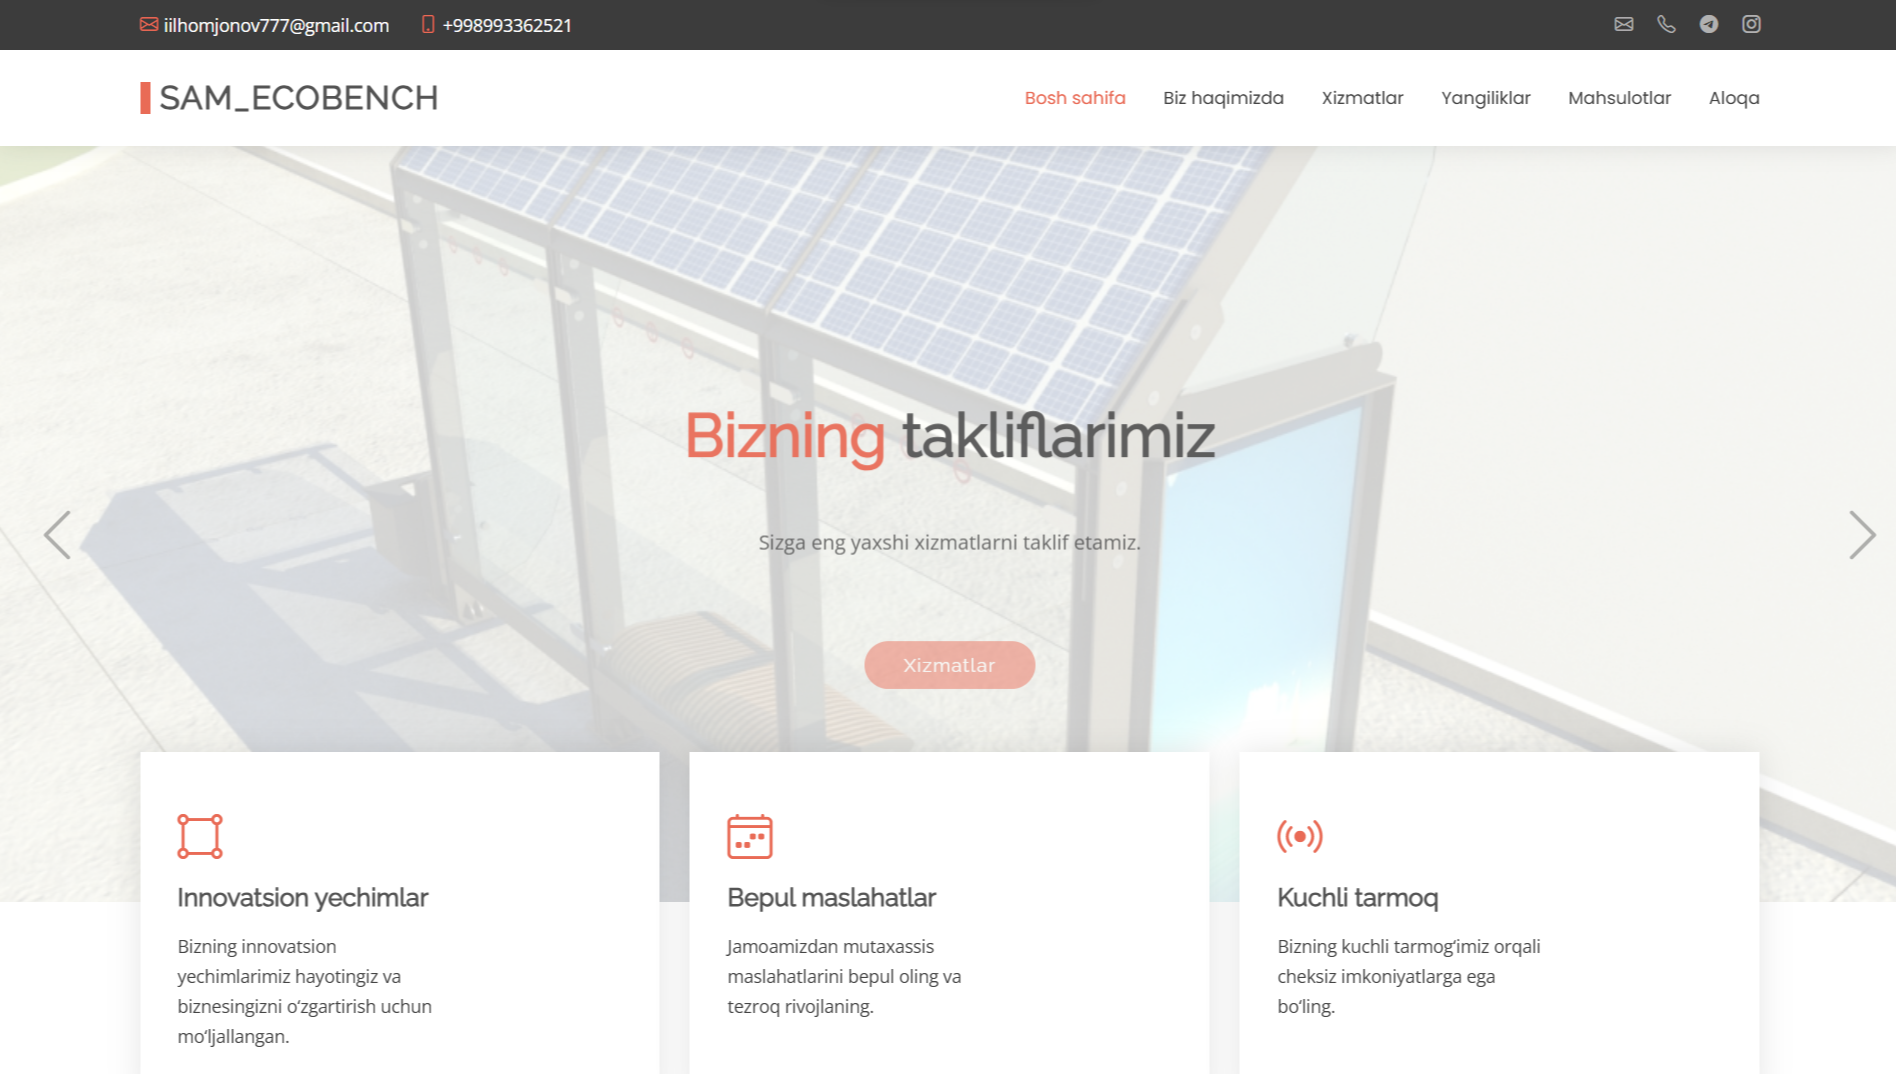 iilhomjonov777@gmail.com +998993362521
SAM_ECOBENCH
Bosh sahifa Biz haqimizda Xizmatlar Yangiliklar Mahsulotlar Aloqa
Bizning takliflarimiz
Sizga eng yaxshi xizmatlarni taklif etamiz.
Xizmatlar
Innovatsion yechimlar
Bizning innovatsion
yechimlarimiz hayotingiz va
biznesingizni o‘zgartirish uchun
mo‘ljallangan.
Bepul maslahatlar
Jamoamizdan mutaxassis
maslahatlarini bepul oling va
tezroq rivojlaning.
Kuchli tarmoq
Bizning kuchli tarmog‘imiz orqali
cheksiz imkoniyatlarga ega
bo‘ling.